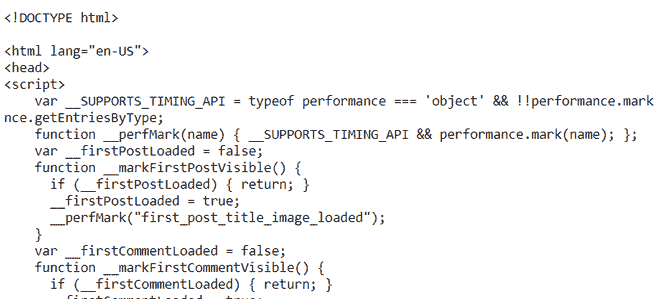 <!DOCTYPE html>
<html lang="en-US">
<head>
<script>
var __SUPPORTS_TIMING_API = typeof performance === 'object' && !!performance.mark
nce.getEntriesByType;
function __perfMark(name) { __SUPPORTS_TIMING_API && performance.mark(name); };
var __firstPostLoaded = false;
function __markFirstPostVisible() {
if (__firstPostLoaded) { return; }
__firstPostLoaded = true;
__perfMark("first_post_title_image_loaded");
}
var __firstCommentLoaded = false;
function __markFirstCommentVisible() {
if (__firstCommentLoaded) { return; }